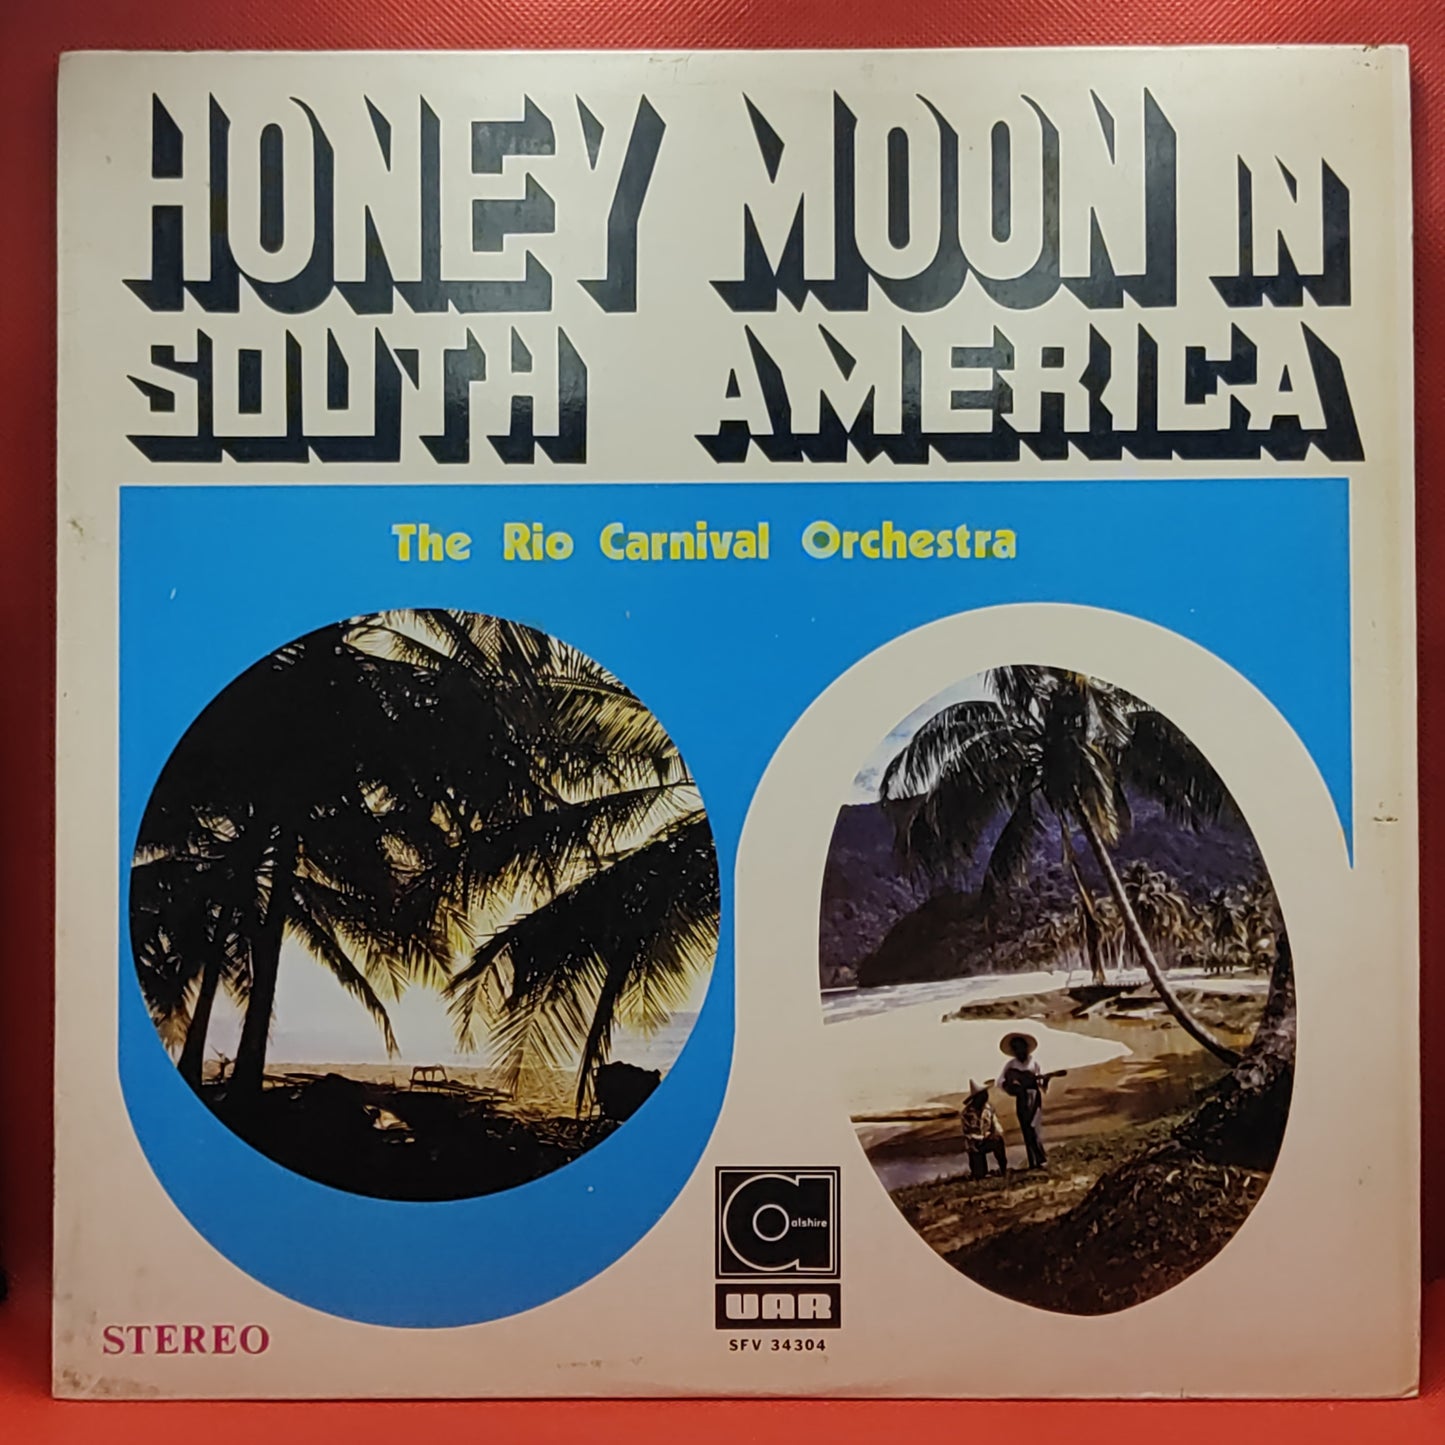 HONEY MOON IN
SOUTH AMERICA
The Rio Carnival Orchestra
alshire
UAR
SFV 34304
STEREO